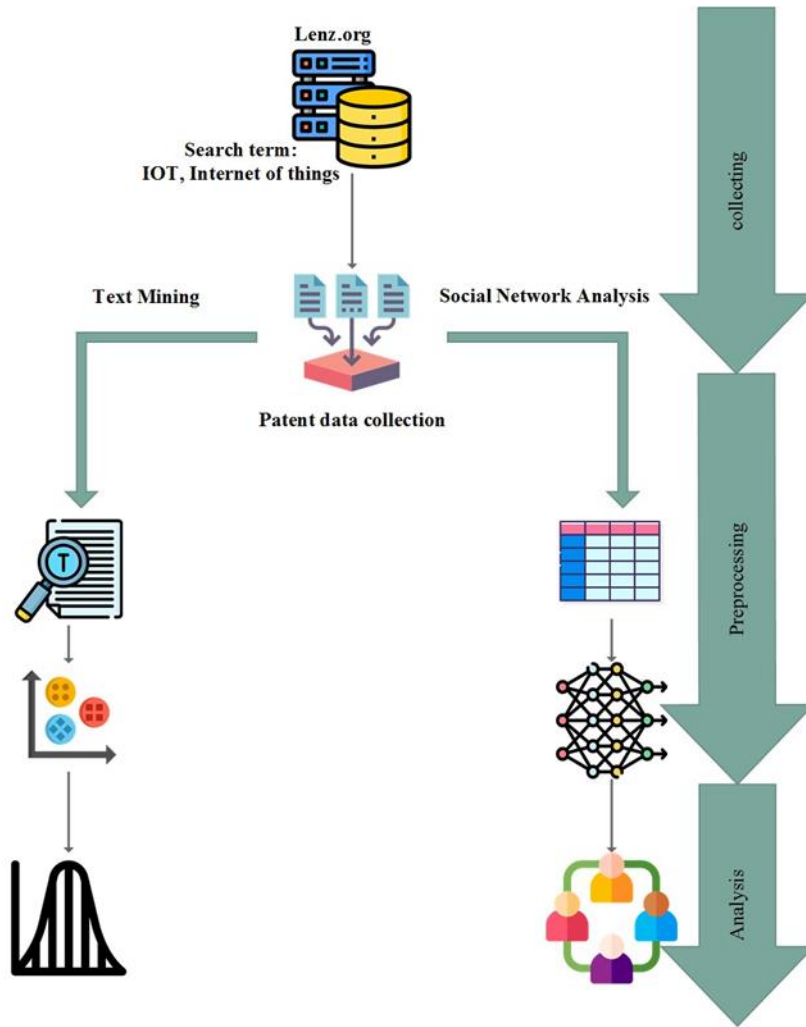 Lenz.org
Search term:
IOT, Internet of things
collecting
Text Mining
Social Network Analysis
Patent data collection
T
Preprocessing
Analysis